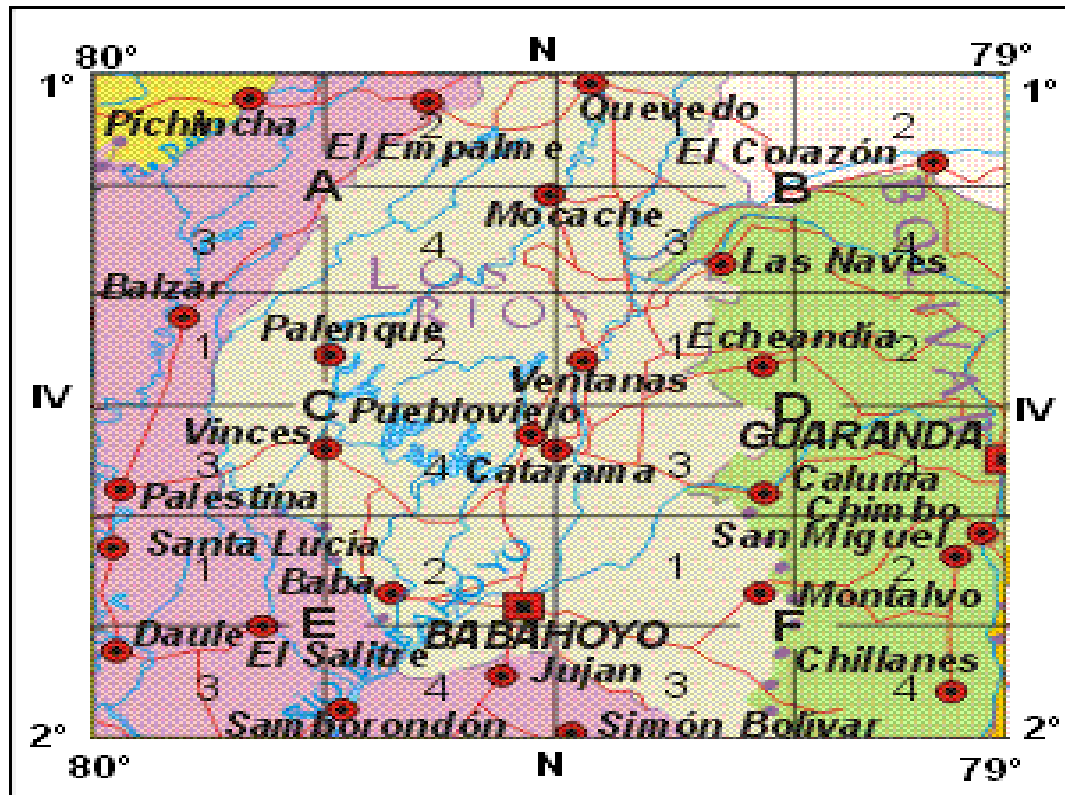 80° N 79°
1° 1°
Pichincha
El Empalme
2
Quevedo
El Corazón
2
A B
Mocache
3 4 3 4
BOLIVAR
LOS
RIOS
Las Naves
Balzar
1 2 1 2
Palenque
Echeandia
Ventanas
IV C D IV
Puebloviejo
Vinces
GUARANDA
3 4 3 4
Catarama
Palestina
Caluma
Chimbo
Santa Lucía
San Miguel
1 2 1 2
Baba
Montalvo
E F
Daule
BABAHOYO
El Salitre
Chillanes
Jujan
3 4 3 4
Samborondón
Simón Bolivar
2° 2°
80° N 79°